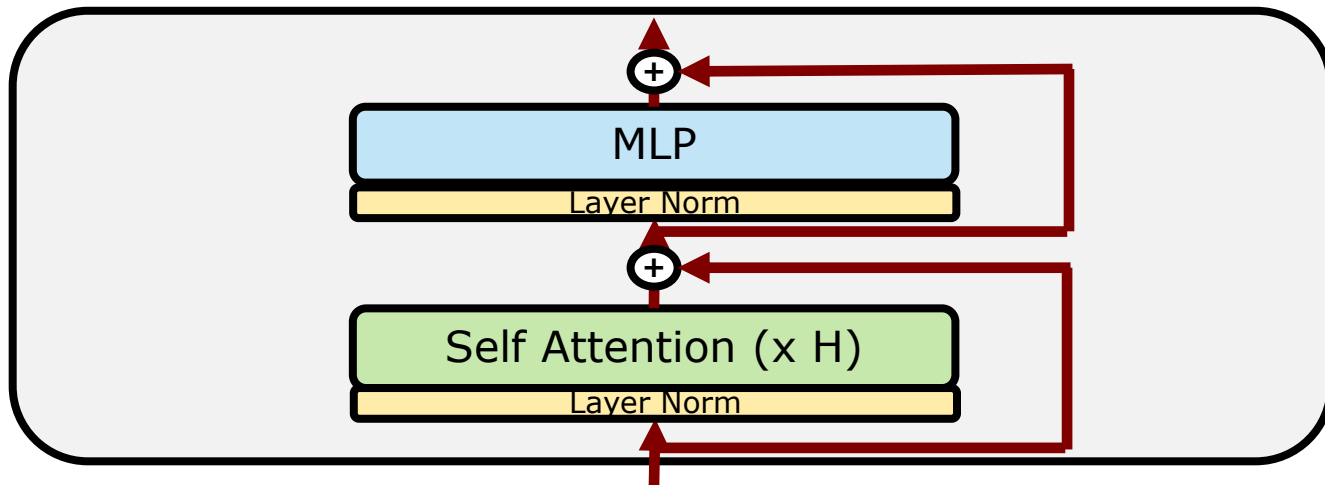 +
MLP
Layer Norm
+
Self Attention (x H)
Layer Norm